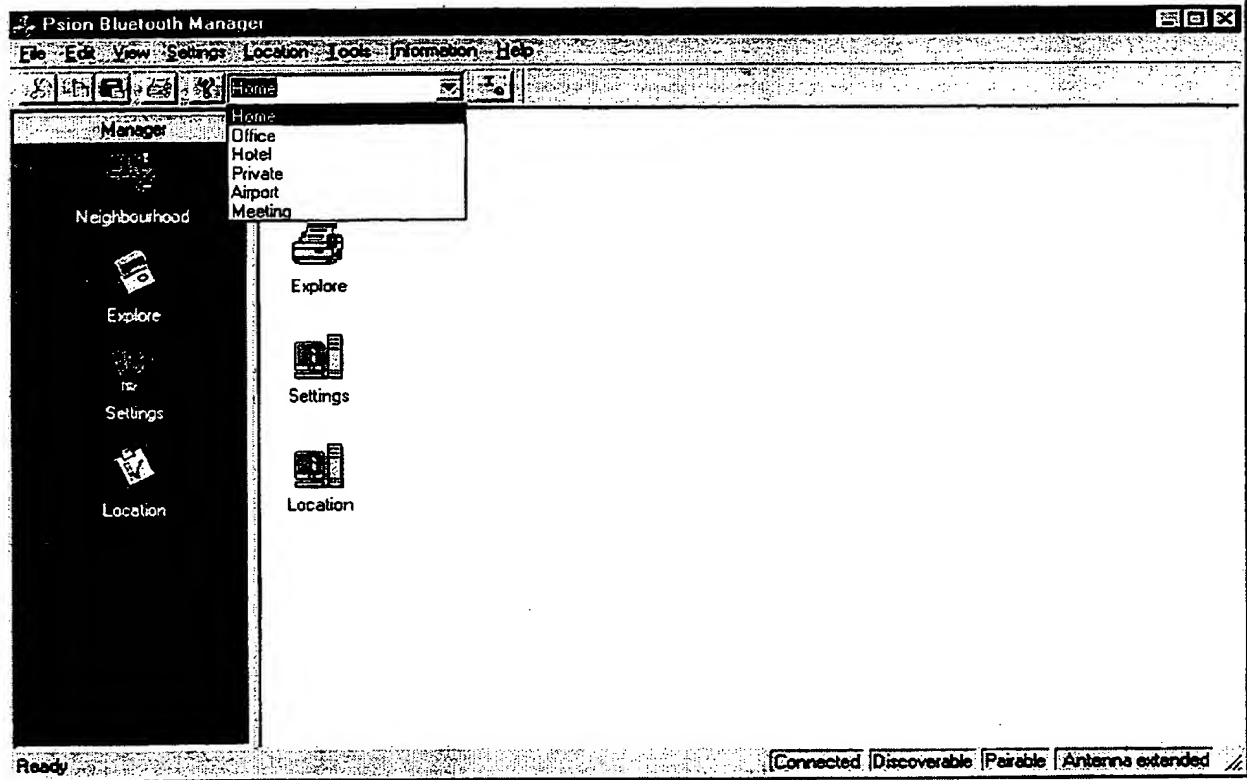 Psion Bluetooth Manager
File Edit View Settings Location Tools Information Help
Home
Manager
Home
Office
Hotel
Private
Airport
Meeting
Neighbourhood
Explore
Settings
Location
Explore
Settings
Location
Ready
Connected Discoverable Pairable Antenna extended